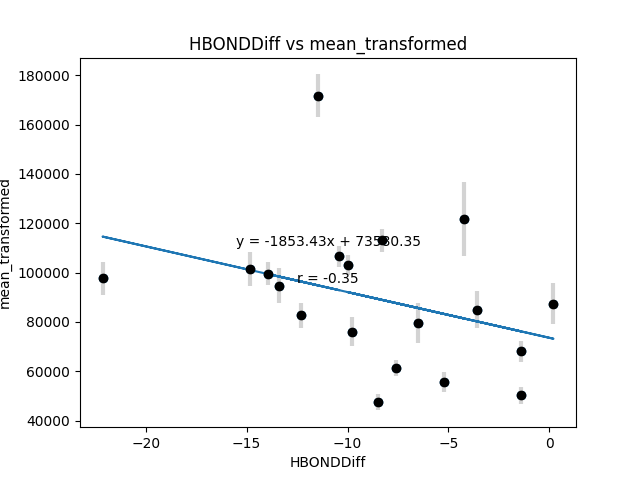 HBONDDiff vs mean_transformed
mean_transformed
180000
160000
140000
120000
100000
80000
60000
40000
y = -1853.43x + 73530.35
r = -0.35
−20 −15 −10 −5 0
HBONDDiff